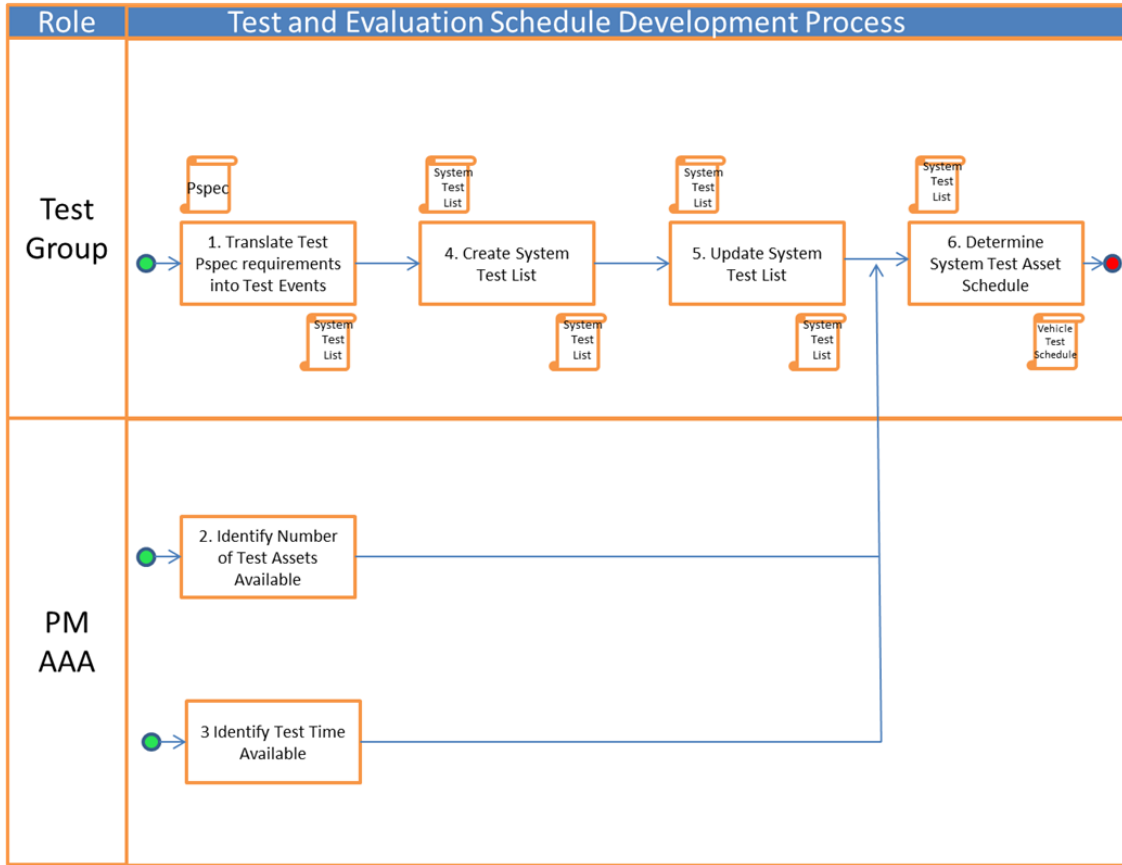 Role
Test and Evaluation Schedule Development Process
Test
Group
Pspec
System
Test
List
System
Test
List
System
Test
List
1. Translate Test
Pspec requirements
into Test Events
4. Create System
Test List
5. Update System
Test List
6. Determine
System Test Asset
Schedule
System
Test
List
System
Test
List
System
Test
List
Vehicle
Test
Schedule
PM
AAA
2. Identify Number
of Test Assets
Available
3 Identify Test Time
Available